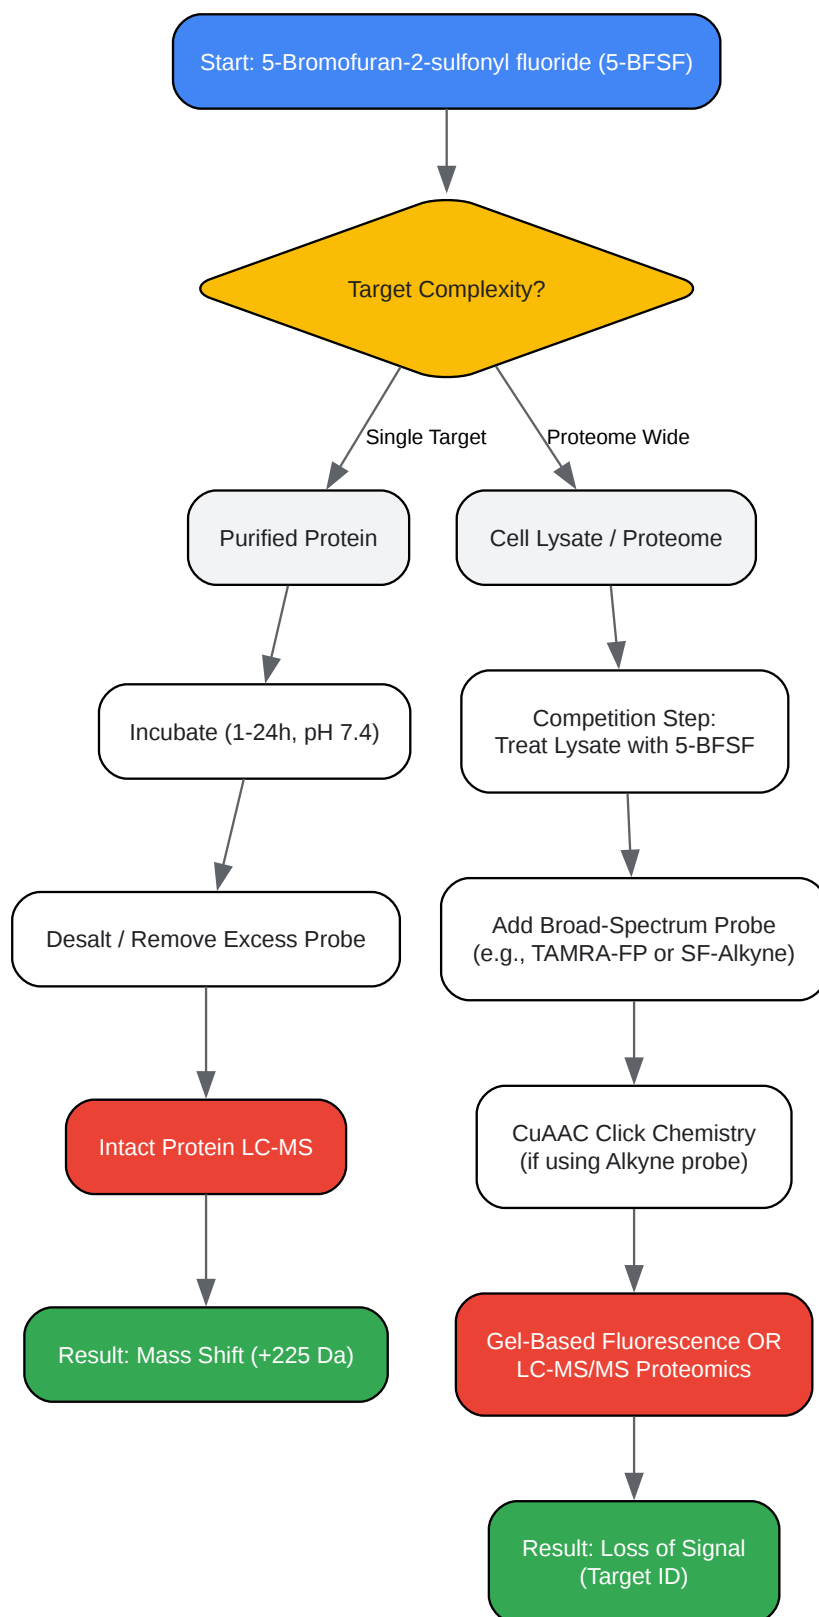 Start: 5-Bromofuran-2-sulfonyl fluoride (5-BFSF)
Target Complexity?
Single Target
Proteome Wide
Purified Protein
Cell Lysate / Proteome
Incubate (1-24h, pH 7.4)
Competition Step:
Treat Lysate with 5-BFSF
Desalt / Remove Excess Probe
Add Broad-Spectrum Probe
(e.g., TAMRA-FP or SF-Alkyne)
Intact Protein LC-MS
CuAAC Click Chemistry
(if using Alkyne probe)
Result: Mass Shift (+225 Da)
Gel-Based Fluorescence OR
LC-MS/MS Proteomics
Result: Loss of Signal
(Target ID)